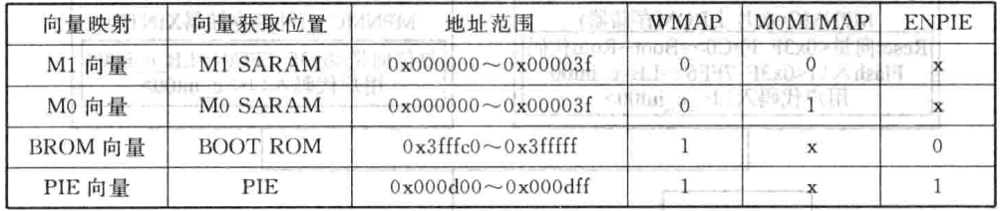 向量映射 向量获取位置 地址范围 WMAP M0M1MAP ENPIE
M1 向量 M1 SARAM 0x000000～0x00003f 0 0 x
M0 向量 M0 SARAM 0x000000～0x00003f 0 1 x
BROM 向量 BOOT ROM 0x3fffc0～0x3fffff 1 x 0
PIE 向量 PIE 0x000d00～0x000dff 1 x 1